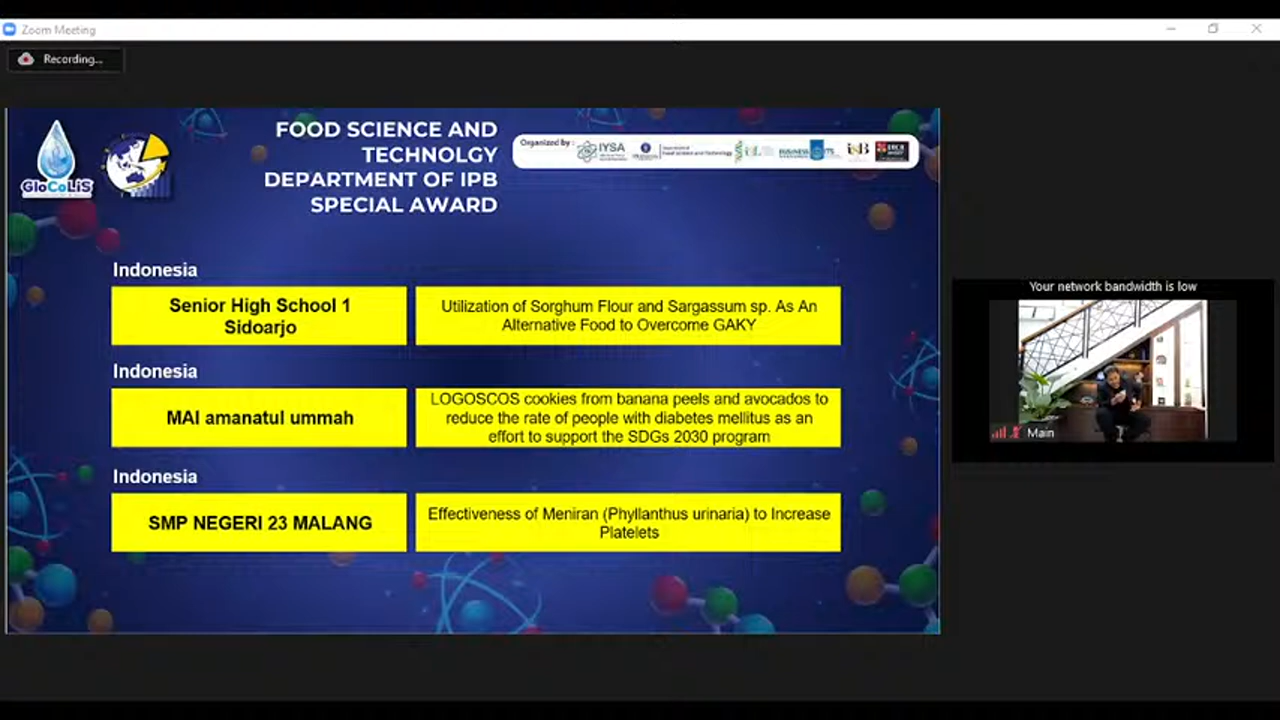 Zoom Meeting
Recording...
FOOD SCIENCE AND
TECHNOLGY
DEPARTMENT OF IPB
SPECIAL AWARD
Organized by :
IYSA
GloCoLiS
Indonesia
Senior High School 1
Sidoarjo
Utilization of Sorghum Flour and Sargassum sp. As An
Alternative Food to Overcome GAKY
Indonesia
MAI amanatul ummah
LOGOSCOS cookies from banana peels and avocados to
reduce the rate of people with diabetes mellitus as an
effort to support the SDGs 2030 program
Indonesia
SMP NEGERI 23 MALANG
Effectiveness of Meniran (Phyllanthus urinaria) to Increase
Platelets
Your network bandwidth is low
Main